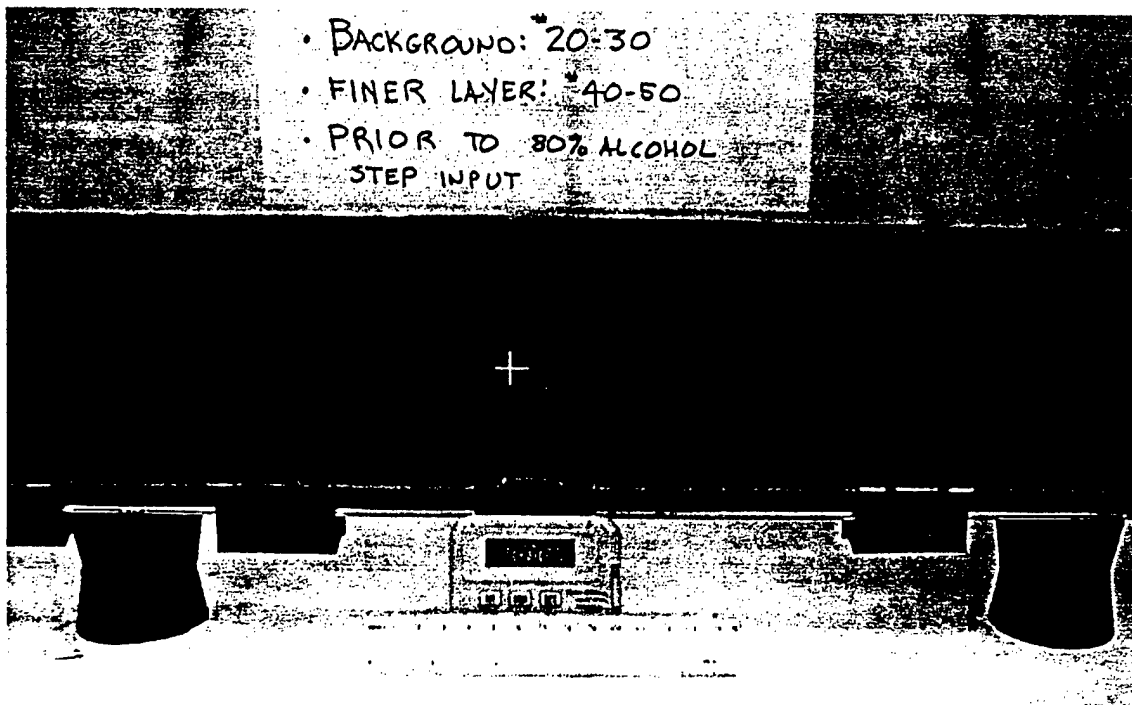 • BACKGROUND: #20-30
• FINER LAYER: #40-50
• PRIOR TO 80% ALCOHOL
STEP INPUT